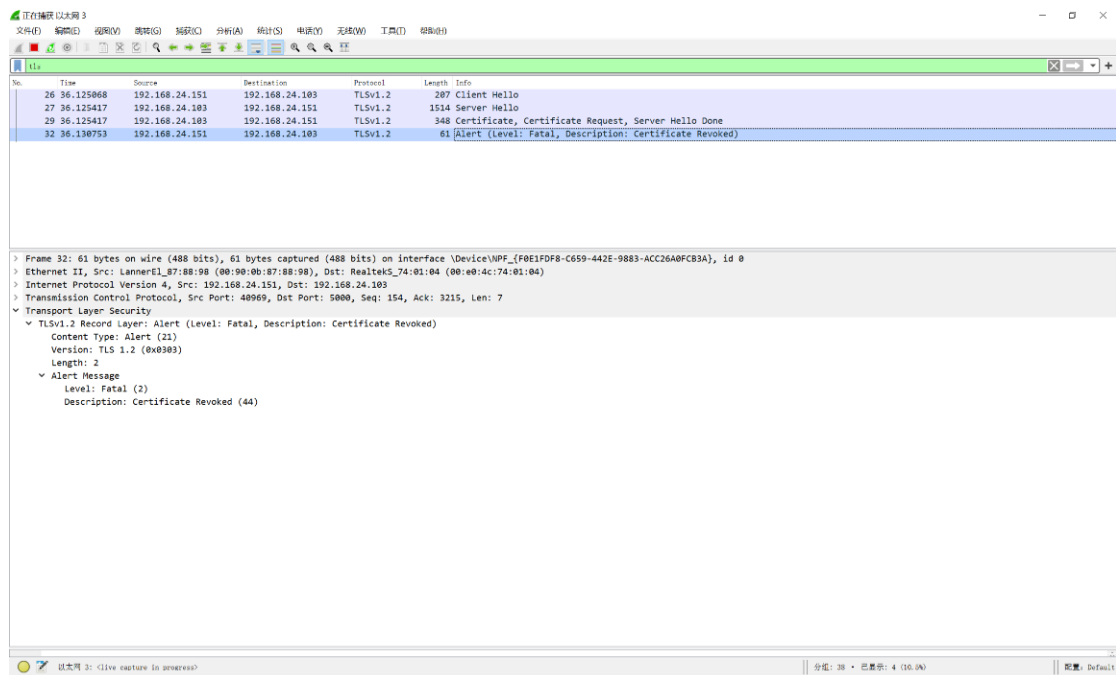 正在捕获 以太网 3
文件(F) 编辑(E) 视图(V) 跳转(G) 捕获(C) 分析(A) 统计(S) 电话(Y) 无线(W) 工具(T) 帮助(H)
tls
No. Time Source Destination Protocol Length Info
26 36.125068 192.168.24.151 192.168.24.103 TLSv1.2 207 Client Hello
27 36.125417 192.168.24.103 192.168.24.151 TLSv1.2 1514 Server Hello
29 36.125417 192.168.24.103 192.168.24.151 TLSv1.2 348 Certificate, Certificate Request, Server Hello Done
32 36.130753 192.168.24.151 192.168.24.103 TLSv1.2 61 Alert (Level: Fatal, Description: Certificate Revoked)
> Frame 32: 61 bytes on wire (488 bits), 61 bytes captured (488 bits) on interface \Device\NPF_{F0E1FDF8-C659-442E-9883-ACC26A0FCB3A}, id 0
> Ethernet II, Src: LannerEl_87:88:98 (00:90:0b:87:88:98), Dst: RealtekS_74:01:04 (00:e0:4c:74:01:04)
> Internet Protocol Version 4, Src: 192.168.24.151, Dst: 192.168.24.103
> Transmission Control Protocol, Src Port: 40969, Dst Port: 5000, Seq: 154, Ack: 3215, Len: 7
Transport Layer Security
TLSv1.2 Record Layer: Alert (Level: Fatal, Description: Certificate Revoked)
Content Type: Alert (21)
Version: TLS 1.2 (0x0303)
Length: 2
Alert Message
Level: Fatal (2)
Description: Certificate Revoked (44)
以太网 3: <live capture in progress> 分组: 38 · 已显示: 4 (10.5%) 配置: Default